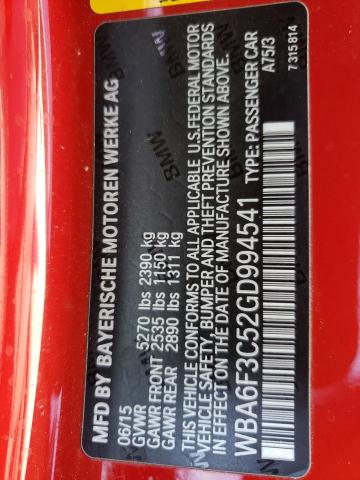 MFD BY BAYERISCHE MOTOREN WERKE AG
06/15
GVWR 5270 lbs 2390 kg
GAWR FRONT 2535 lbs 1150 kg
GAWR REAR 2890 lbs 1311 kg
THIS VEHICLE CONFORMS TO ALL APPLICABLE U.S.FEDERAL MOTOR
VEHICLE SAFETY, BUMPER AND THEFT PREVENTION STANDARDS
IN EFFECT ON THE DATE OF MANUFACTURE SHOWN ABOVE.
WBA6F3C52GD994541 TYPE: PASSENGER CAR
A75/3
7 315 814
BMW
BMW